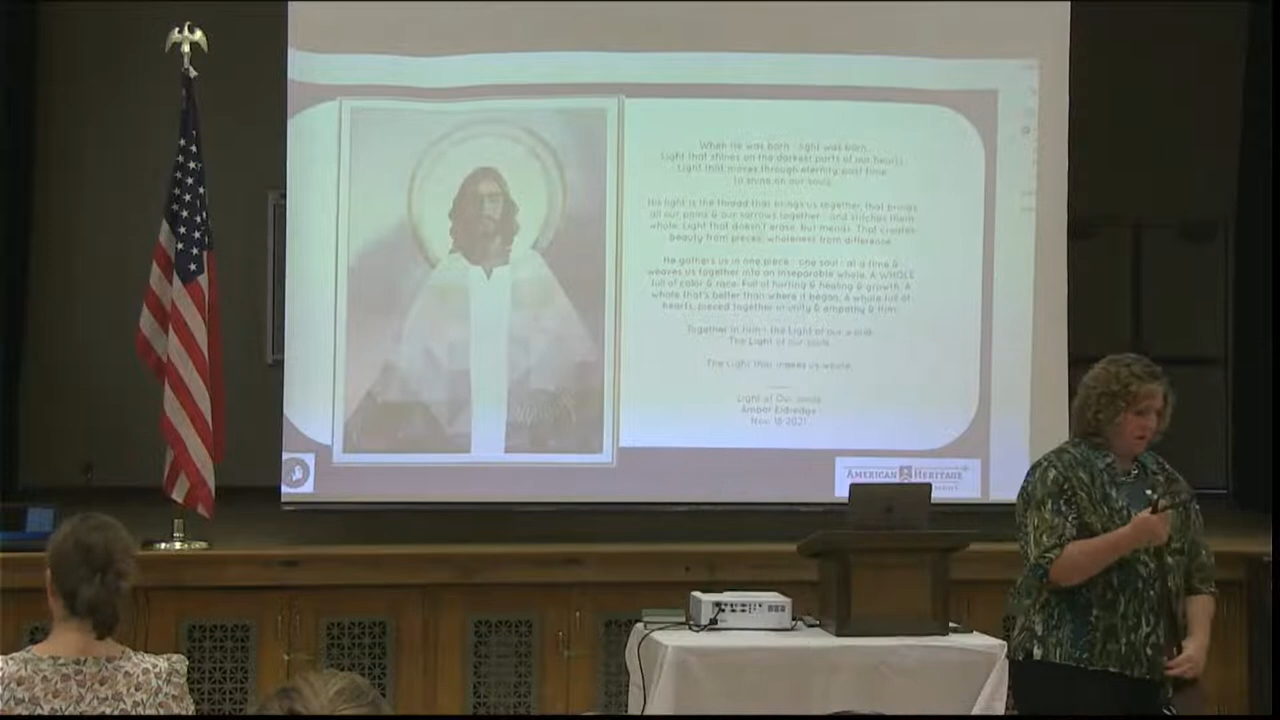 When He was born - light was born.
Light that shines on the darkest parts of our hearts.
Light that moves through eternity past time
to shine on our souls.
His light is the thread that brings us together, that brings
all our pains & our sorrows together - and stitches them
whole. Light that doesn't erase, but mends. That creates
beauty from pieces, wholeness from difference.
He gathers us in one piece - one soul - at a time &
weaves us together into an inseparable whole. A WHOLE
full of color & race. Full of hurting & healing & growth. A
whole that's better than where it began. A whole full of
hearts, pieced together in unity & empathy & Him.
Together in Him - the Light of our world.
The Light of our souls.
The Light that makes us whole.
Light of Our Souls
Amber Eldredge
Nov. 18 2021
AMERICAN HERITAGE